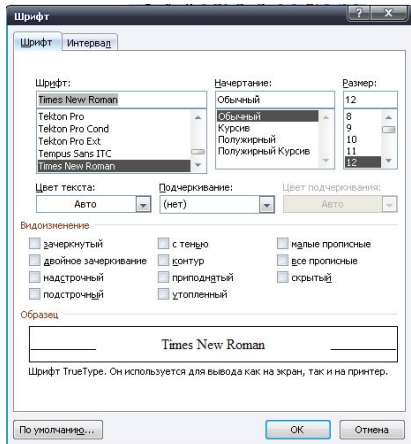 Шрифт
Шрифт Интервал
Шрифт: Начертание: Размер:
Times New Roman Обычный 12
Tekton Pro Обычный 8
Tekton Pro Cond Курсив 9
Tekton Pro Ext Полужирный 10
Tempus Sans ITC Полужирный Курсив 11
Times New Roman 12
Цвет текста: Подчеркивание: Цвет подчеркивания:
Авто (нет) Авто
Видоизменение
зачеркнутый с тенью малые прописные
двойное зачеркивание контур все прописные
надстрочный приподнятый скрытый
подстрочный утопленный
Образец
Times New Roman
Шрифт TrueType. Он используется для вывода как на экран, так и на принтер.
По умолчанию... ОК Отмена